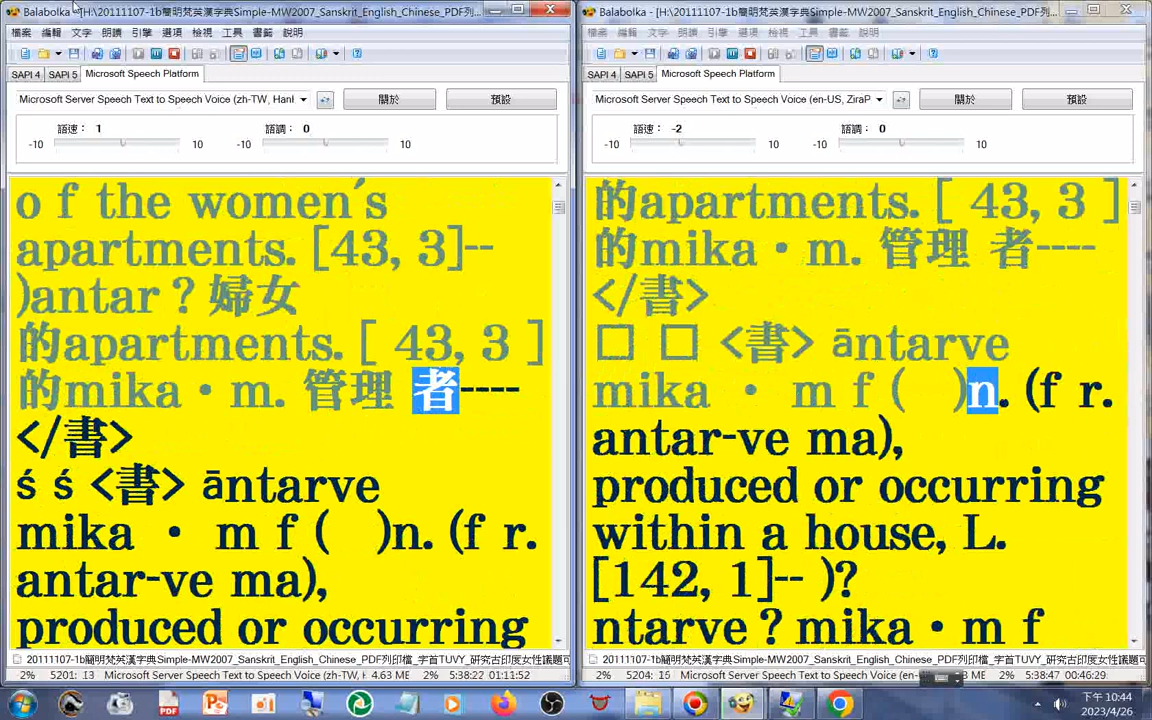 Balabolka - [H:\20111107-1b簡明梵英漢字典Simple-MW2007_Sanskrit_English_Chinese_PDF列...
檔案 編輯 文字 朗讀 引擎 選項 檢視 工具 書籤 說明
SAPI 4 SAPI 5 Microsoft Speech Platform
Microsoft Server Speech Text to Speech Voice (zh-TW, HanI 關於 預設
語速： 1 語調： 0
-10 10 -10 10
o f the women's
apartments. [43, 3]--
)antar ? 婦女
的apartments. [ 43, 3 ]
的mika • m. 管理 者----
</書>
ś ś <書> āntarve
mika • m f ( )n. (f r.
antar-ve ma),
produced or occurring
20111107-1b簡明梵英漢字典Simple-MW2007_Sanskrit_English_Chinese_PDF列印檔_字首TUVY_研究古印度女性議題可
2% 5201: 13 Microsoft Server Speech Text to Speech Voice (zh-TW, H 4.63 ME 2% 5:38:22 01:11:52
Balabolka - [H:\20111107-1b簡明梵英漢字典Simple-MW2007_Sanskrit_English_Chinese_PDF列印...
檔案 編輯 文字 朗讀 引擎 選項 檢視 工具 書籤 說明
SAPI 4 SAPI 5 Microsoft Speech Platform
Microsoft Server Speech Text to Speech Voice (en-US, ZiraP 關於 預設
語速： -2 語調： 0
-10 10 -10 10
的apartments. [ 43, 3 ]
的mika • m. 管理 者----
</書>
□ □ <書> āntarve
mika • m f ( )n. (f r.
antar-ve ma),
produced or occurring
within a house, L.
[142, 1]-- )?
ntarve ? mika • m f
20111107-1b簡明梵英漢字典Simple-MW2007_Sanskrit_English_Chinese_PDF列印檔_字首TUVY_研究古印度女性議題可
2% 5204: 15 Microsoft Server Speech Text to Speech Voice (en-US, 3 ME 2% 5:38:47 00:46:29
下午 10:44
2023/4/26